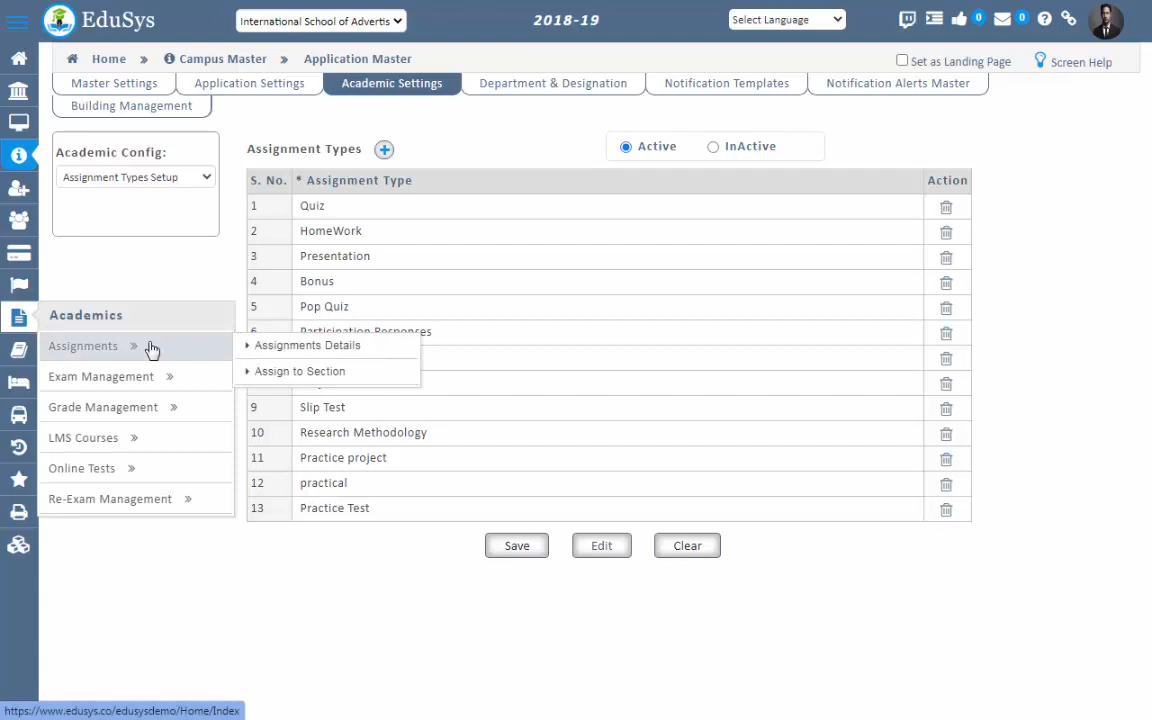 EduSys
International School of Advertis
2018-19
Select Language
0
0
Home » Campus Master » Application Master
Set as Landing Page
Screen Help
Master Settings
Application Settings
Academic Settings
Department & Designation
Notification Templates
Notification Alerts Master
Building Management
Academic Config:
Assignment Types Setup
Assignment Types
Active
InActive
S. No. * Assignment Type Action
1 Quiz
2 HomeWork
3 Presentation
4 Bonus
5 Pop Quiz
Participation Responses
9 Slip Test
10 Research Methodology
11 Practice project
12 practical
13 Practice Test
Academics
Assignments »
Exam Management »
Grade Management »
LMS Courses »
Online Tests »
Re-Exam Management »
Assignments Details
Assign to Section
Save
Edit
Clear
https://www.edusys.co/edusysdemo/Home/Index